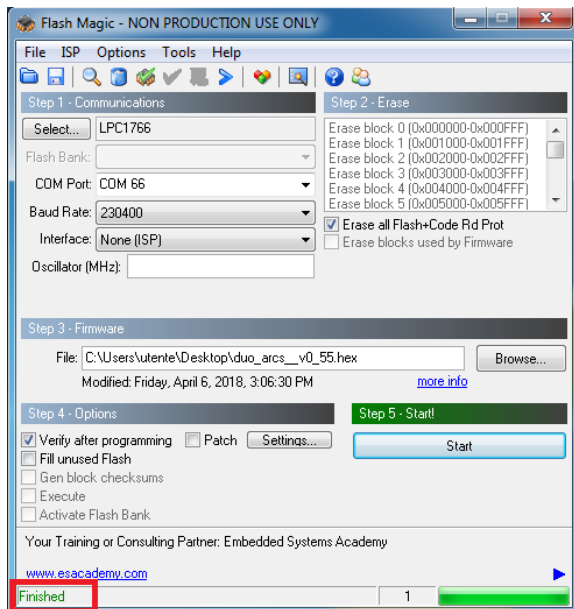 Flash Magic - NON PRODUCTION USE ONLY
File ISP Options Tools Help
Step 1 - Communications
Select... LPC1766
Flash Bank:
COM Port: COM 66
Baud Rate: 230400
Interface: None (ISP)
Oscillator (MHz):
Step 2 - Erase
Erase block 0 (0x000000-0x000FFF)
Erase block 1 (0x001000-0x001FFF)
Erase block 2 (0x002000-0x002FFF)
Erase block 3 (0x003000-0x003FFF)
Erase block 4 (0x004000-0x004FFF)
Erase block 5 (0x005000-0x005FFF)
Erase all Flash+Code Rd Prot
Erase blocks used by Firmware
Step 3 - Firmware
File: C:\Users\utente\Desktop\duo_arcs__v0_55.hex Browse...
Modified: Friday, April 6, 2018, 3:06:30 PM more info
Step 4 - Options
Verify after programming Patch Settings...
Fill unused Flash
Gen block checksums
Execute
Activate Flash Bank
Step 5 - Start!
Start
Your Training or Consulting Partner: Embedded Systems Academy
www.esacademy.com
Finished 1